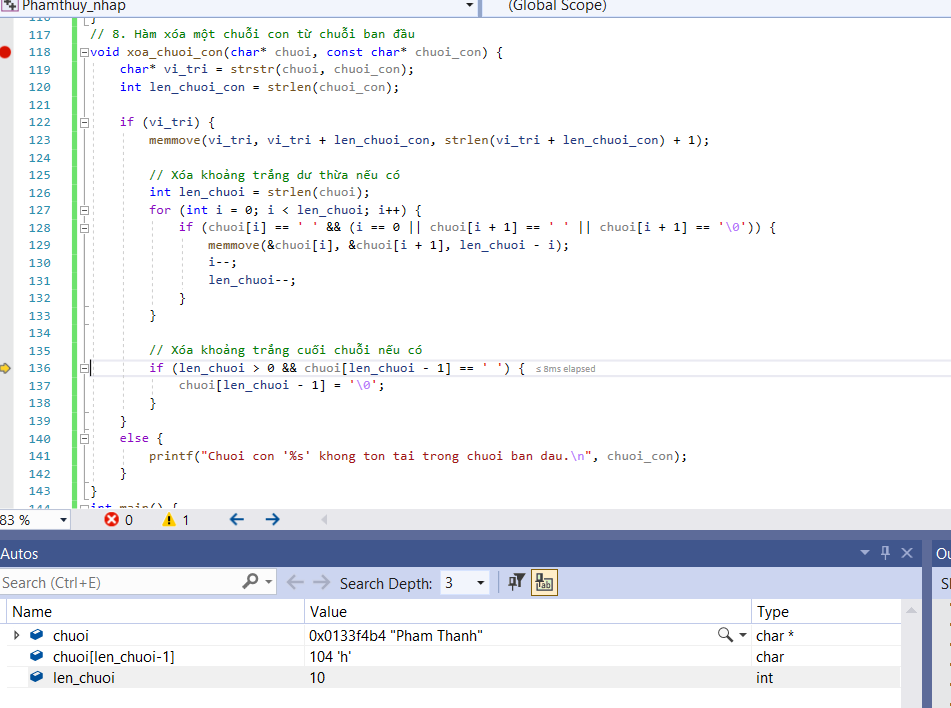 Phamthuy_nhap (Global Scope)
116 }
117 // 8. Hàm xóa một chuỗi con từ chuỗi ban đầu
118 void xoa_chuoi_con(char* chuoi, const char* chuoi_con) {
119 char* vi_tri = strstr(chuoi, chuoi_con);
120 int len_chuoi_con = strlen(chuoi_con);
121
122 if (vi_tri) {
123 memmove(vi_tri, vi_tri + len_chuoi_con, strlen(vi_tri + len_chuoi_con) + 1);
124
125 // Xóa khoảng trắng dư thừa nếu có
126 int len_chuoi = strlen(chuoi);
127 for (int i = 0; i < len_chuoi; i++) {
128 if (chuoi[i] == ' ' && (i == 0 || chuoi[i + 1] == ' ' || chuoi[i + 1] == '\0')) {
129 memmove(&chuoi[i], &chuoi[i + 1], len_chuoi - i);
130 i--;
131 len_chuoi--;
132 }
133 }
134
135 // Xóa khoảng trắng cuối chuỗi nếu có
136 if (len_chuoi > 0 && chuoi[len_chuoi - 1] == ' ') { ≤ 8ms elapsed
137 chuoi[len_chuoi - 1] = '\0';
138 }
139 }
140 else {
141 printf("Chuoi con '%s' khong ton tai trong chuoi ban dau.\n", chuoi_con);
142 }
143 }
144 int main() {
83 % 0 1
Autos
Search (Ctrl+E) Search Depth: 3
Name Value Type
chuoi 0x0133f4b4 "Pham Thanh" char *
chuoi[len_chuoi-1] 104 'h' char
len_chuoi 10 int